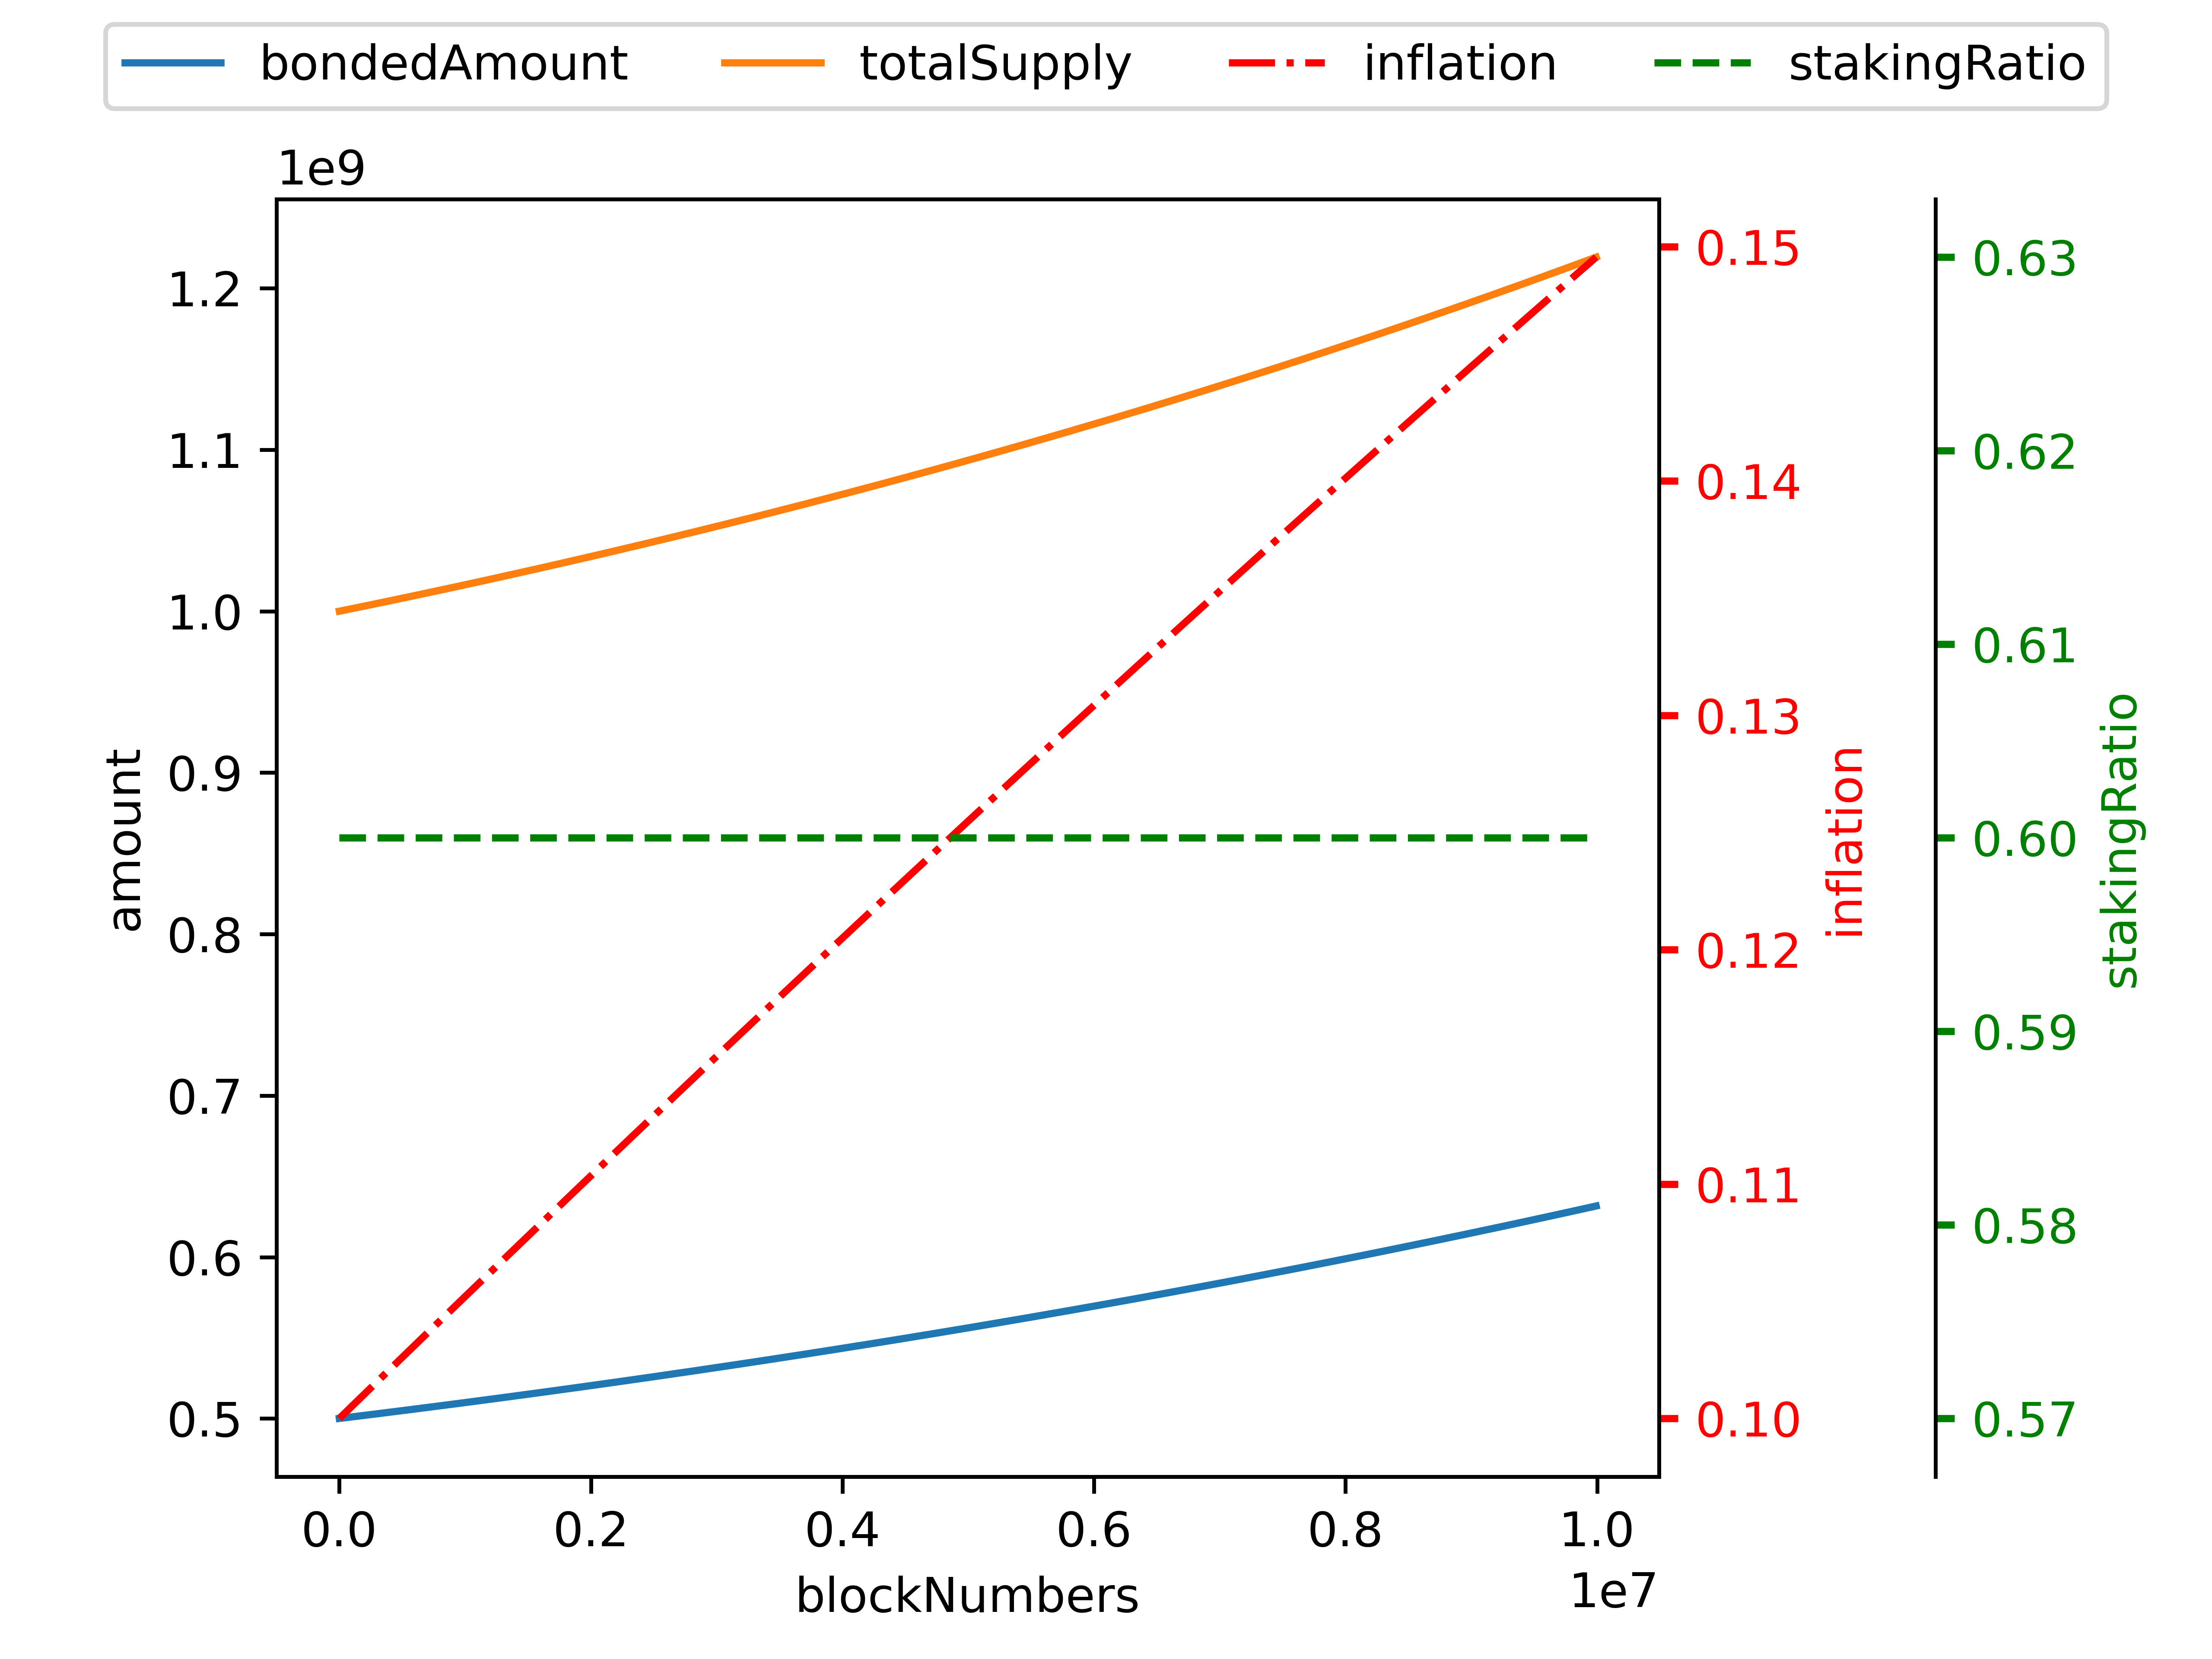 bondedAmount totalSupply inflation stakingRatio
1e9
1.2
1.1
1.0
0.9
0.8
0.7
0.6
0.5
amount
0.15
0.14
0.13
0.12
0.11
0.10
inflation
0.63
0.62
0.61
0.60
0.59
0.58
0.57
stakingRatio
0.0 0.2 0.4 0.6 0.8 1.0
blockNumbers
1e7